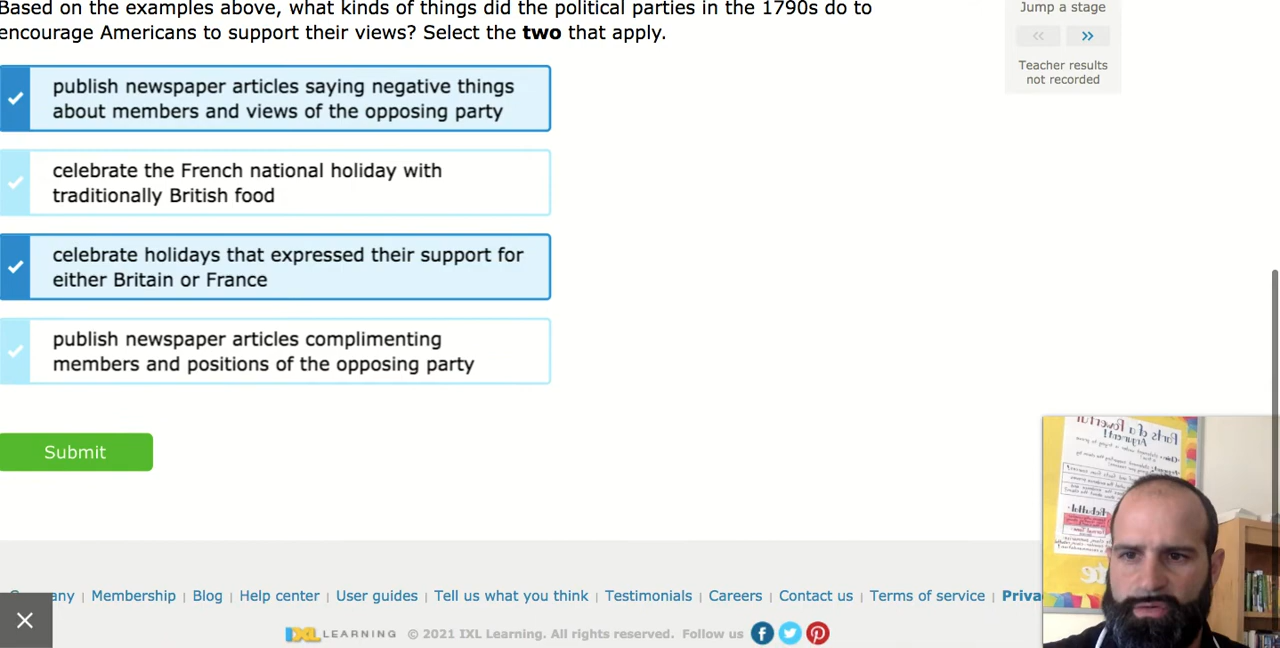 Based on the examples above, what kinds of things did the political parties in the 1790s do to
encourage Americans to support their views? Select the two that apply.
Jump a stage
<< >>
Teacher results
not recorded
publish newspaper articles saying negative things
about members and views of the opposing party
celebrate the French national holiday with
traditionally British food
celebrate holidays that expressed their support for
either Britain or France
publish newspaper articles complimenting
members and positions of the opposing party
Submit
Parts of a Powerful
Argument!
Membership | Blog | Help center | User guides | Tell us what you think | Testimonials | Careers | Contact us | Terms of service |
IXL LEARNING © 2021 IXL Learning. All rights reserved. Follow us